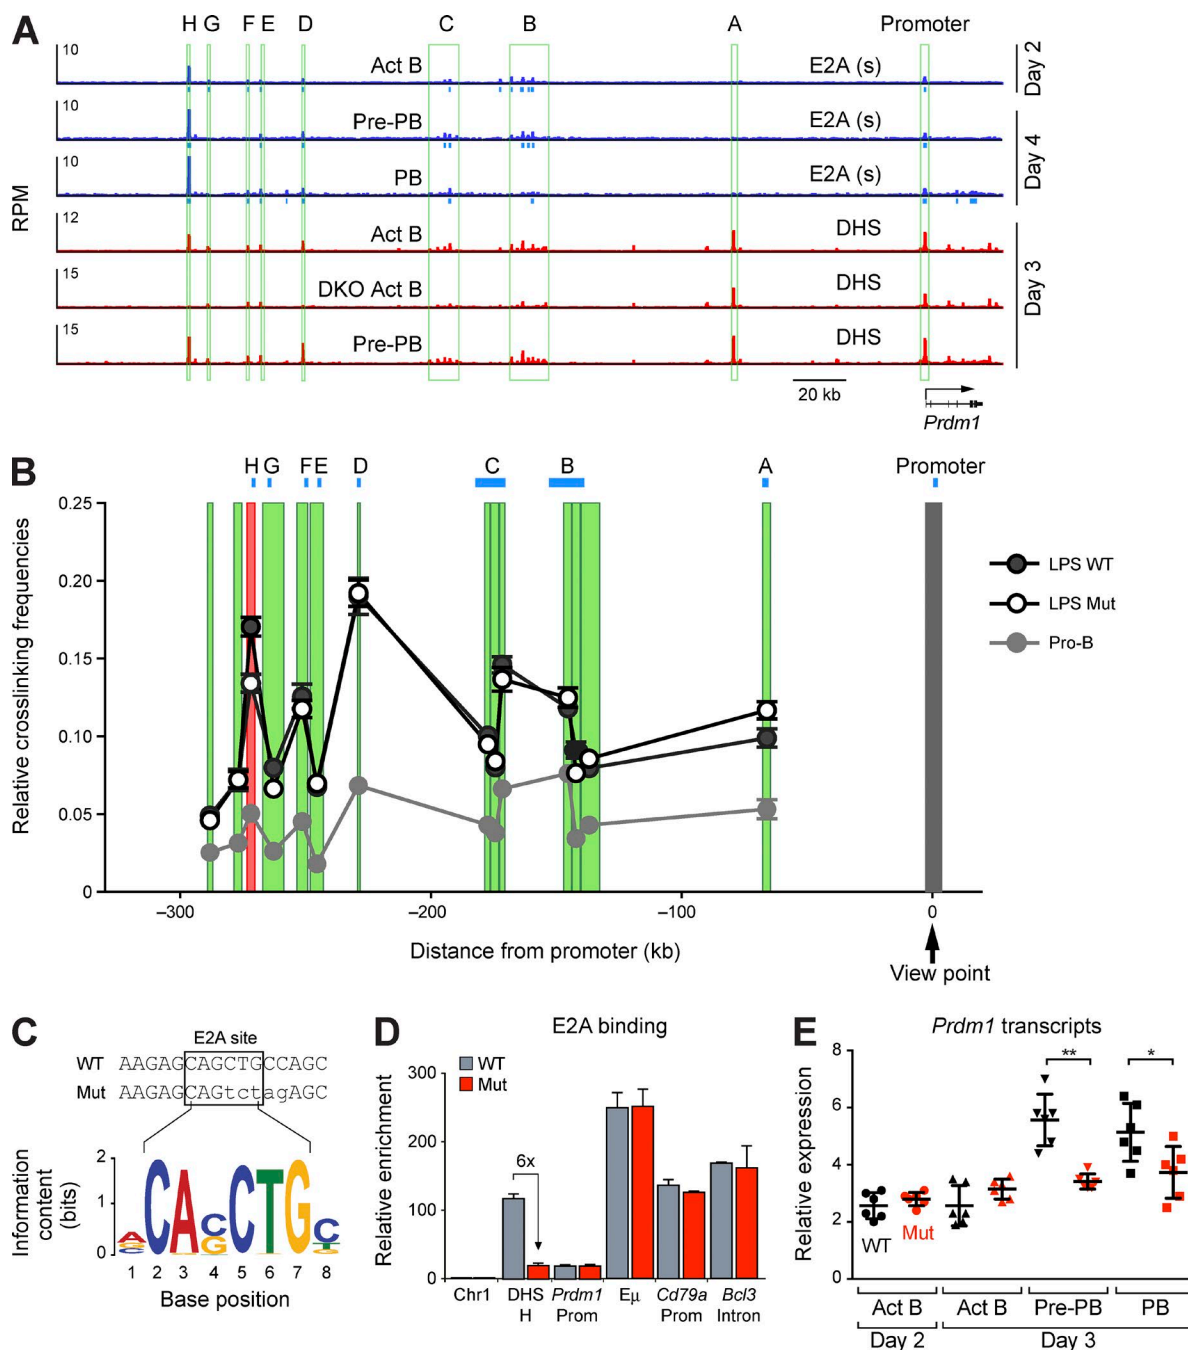 A
H G F E D C B A Promoter
10 Act B E2A (s) Day 2
10 Pre-PB E2A (s) Day 4
10 PB E2A (s)
RPM
12 Act B DHS Day 3
15 DKO Act B DHS
15 Pre-PB DHS
20 kb
Prdm1
B
H G F E D C B A Promoter
0.25
0.20
0.15
0.10
0.05
0
Relative crosslinking frequencies
LPS WT
LPS Mut
Pro-B
–300 –200 –100 0
Distance from promoter (kb)
View point
C
E2A site
WT AAGAGCAGCTGCCAGC
Mut AAGAGCAGtctagAGC
Information content (bits)
2
1
0
A G C C A C G C T G C T
1 2 3 4 5 6 7 8
Base position
D
E2A binding
WT
Mut
Relative enrichment
300
200
100
0
6x
Chr1 DHS H Prdm1 Prom Eμ Cd79a Prom Bcl3 Intron
E
Prdm1 transcripts
Relative expression
8
6
4
2
0
** *
WT Mut
Act B Act B Pre-PB PB
Day 2 Day 3